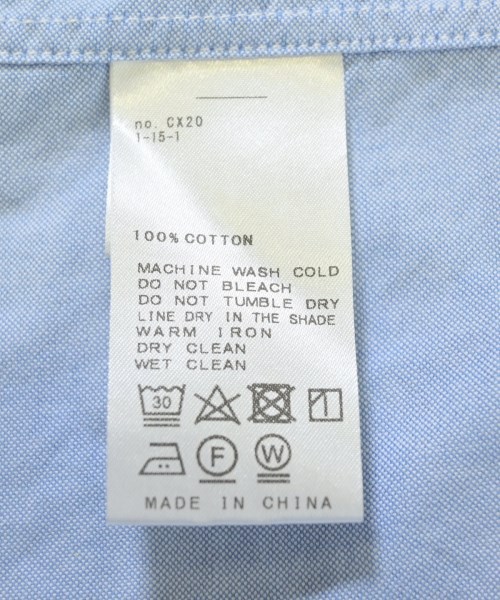 no. CX20
1-15-1
100% COTTON
MACHINE WASH COLD
DO NOT BLEACH
DO NOT TUMBLE DRY
LINE DRY IN THE SHADE
WARM IRON
DRY CLEAN
WET CLEAN
30
F W
MADE IN CHINA